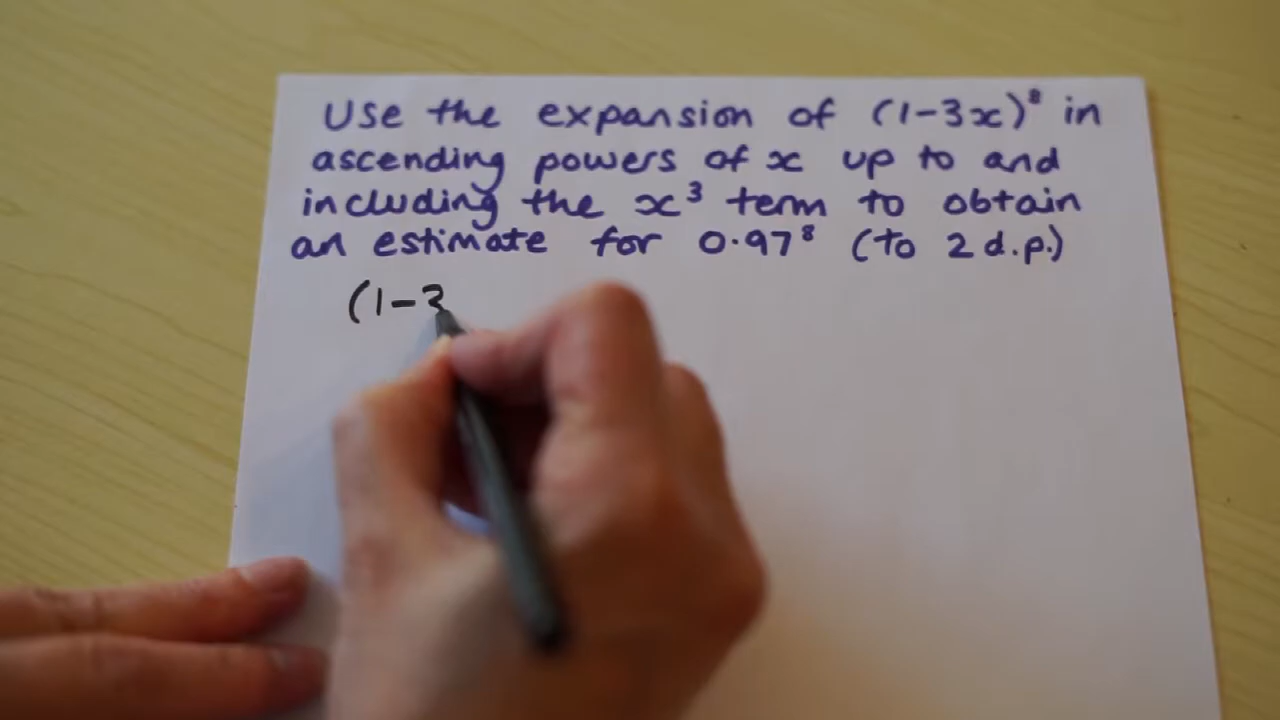 Use the expansion of (1-3x)⁸ in
ascending powers of x up to and
including the x³ term to obtain
an estimate for 0.97⁸ (to 2 d.p.)
(1-3